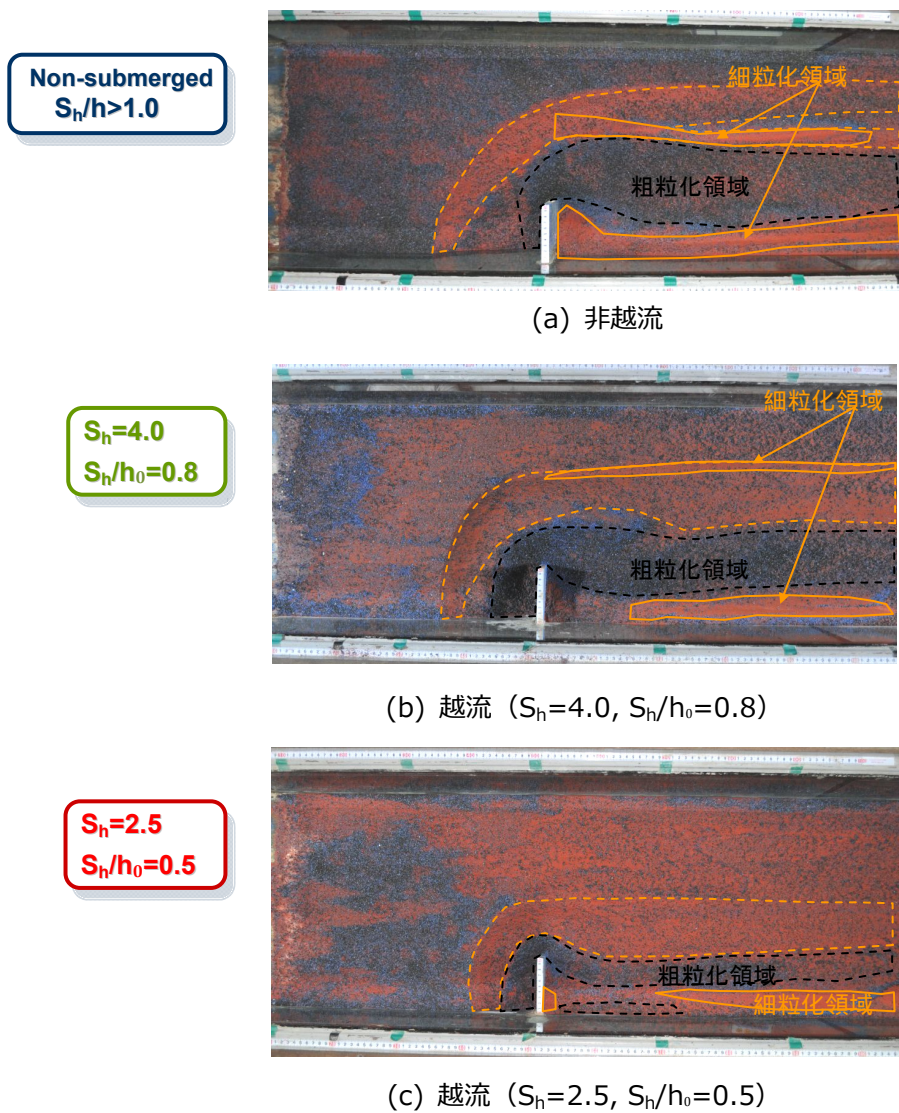 Non-submerged
Sₕ/h>1.0
細粒化領域
粗粒化領域
(a) 非越流
Sₕ=4.0
Sₕ/h₀=0.8
細粒化領域
粗粒化領域
(b) 越流（Sₕ=4.0, Sₕ/h₀=0.8）
Sₕ=2.5
Sₕ/h₀=0.5
粗粒化領域
細粒化領域
(c) 越流（Sₕ=2.5, Sₕ/h₀=0.5）